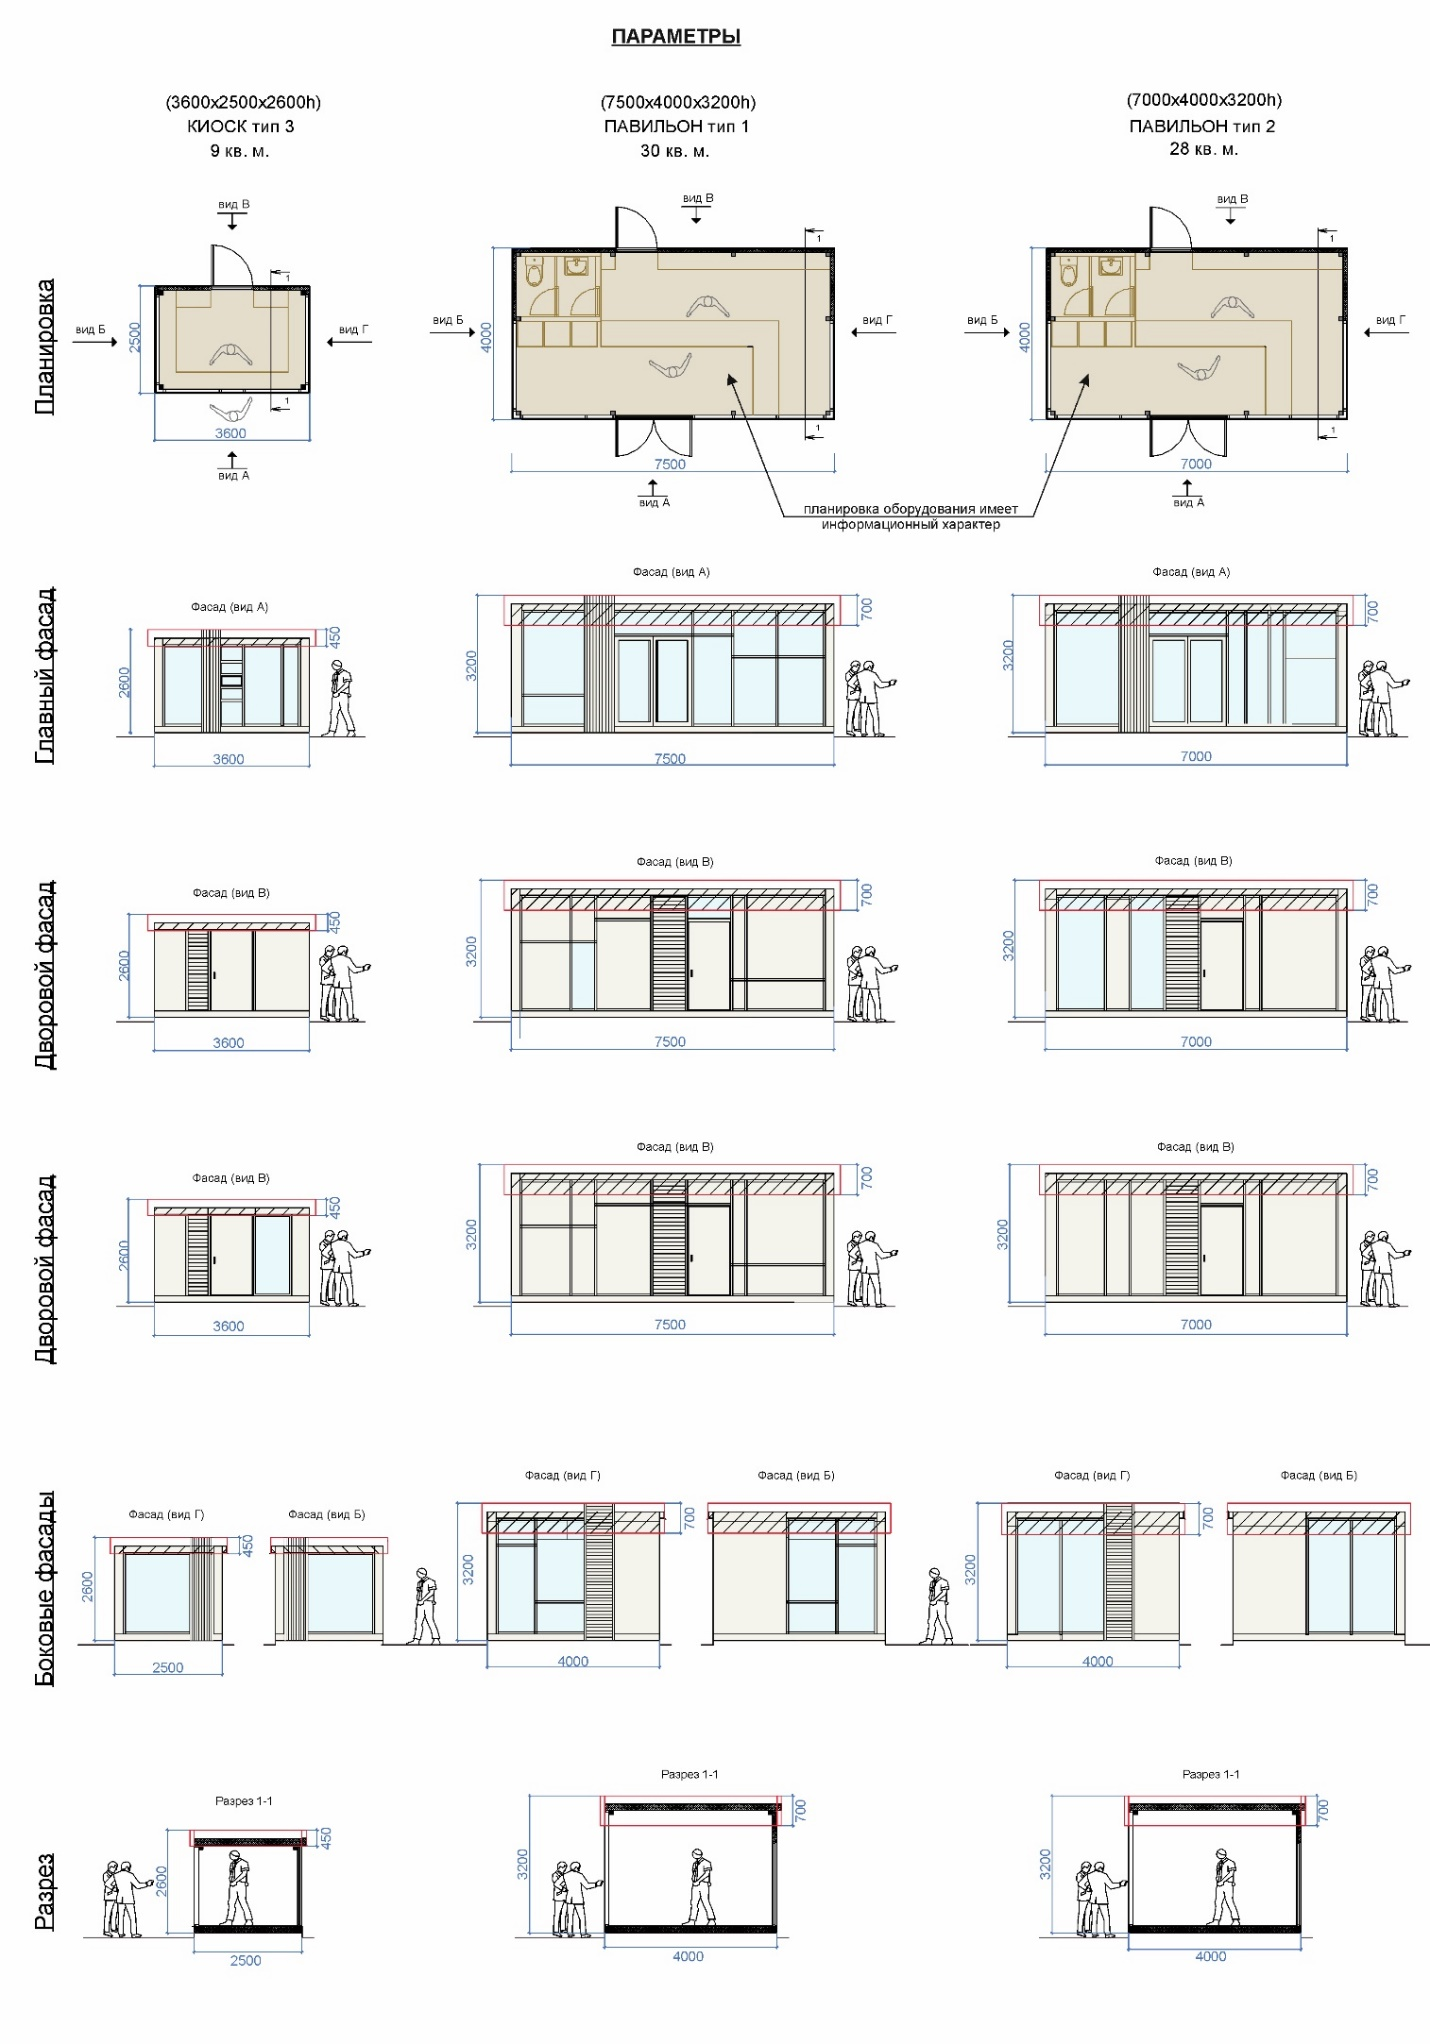 ПАРАМЕТРЫ
(3600х2500х2600h)
КИОСК тип 3
9 кв. м.
(7500х4000х3200h)
ПАВИЛЬОН тип 1
30 кв. м.
(7000х4000х3200h)
ПАВИЛЬОН тип 2
28 кв. м.
Планировка
вид В
вид Б
вид Г
2500
1
1
3600
вид А
вид В
вид Б
вид Г
4000
1
1
7500
вид А
вид В
вид Б
вид Г
4000
1
1
7000
вид А
планировка оборудования имеет
информационный характер
Главный фасад
Фасад (вид А)
450
2600
3600
Фасад (вид А)
700
3200
7500
Фасад (вид А)
700
3200
7000
Дворовой фасад
Фасад (вид В)
450
2600
3600
Фасад (вид В)
700
3200
7500
Фасад (вид В)
700
3200
7000
Дворовой фасад
Фасад (вид В)
450
2600
3600
Фасад (вид В)
700
3200
7500
Фасад (вид В)
700
3200
7000
Боковые фасады
Фасад (вид Г)
450
2600
2500
Фасад (вид Б)
Фасад (вид Г)
700
3200
4000
Фасад (вид Б)
Фасад (вид Г)
700
3200
4000
Фасад (вид Б)
Разрез
Разрез 1-1
450
2600
2500
Разрез 1-1
700
3200
4000
Разрез 1-1
700
3200
4000